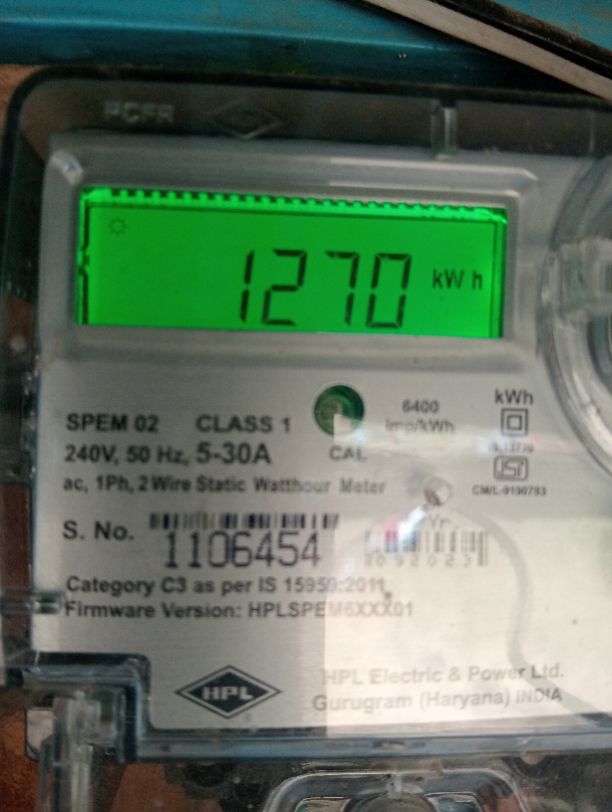 1270 kWh
SPEM 02 CLASS 1
240V, 50 Hz, 5-30A
ac, 1Ph, 2 Wire Static Watthour Meter
CAL
6400
imp/kWh
kWh
CM/L-9190783
S. No. 1106454
Yr.
Category C3 as per IS 15959:2011
Firmware Version: HPLSPEM6XXX01
HPL
HPL Electric & Power Ltd.
Gurugram (Haryana) INDIA